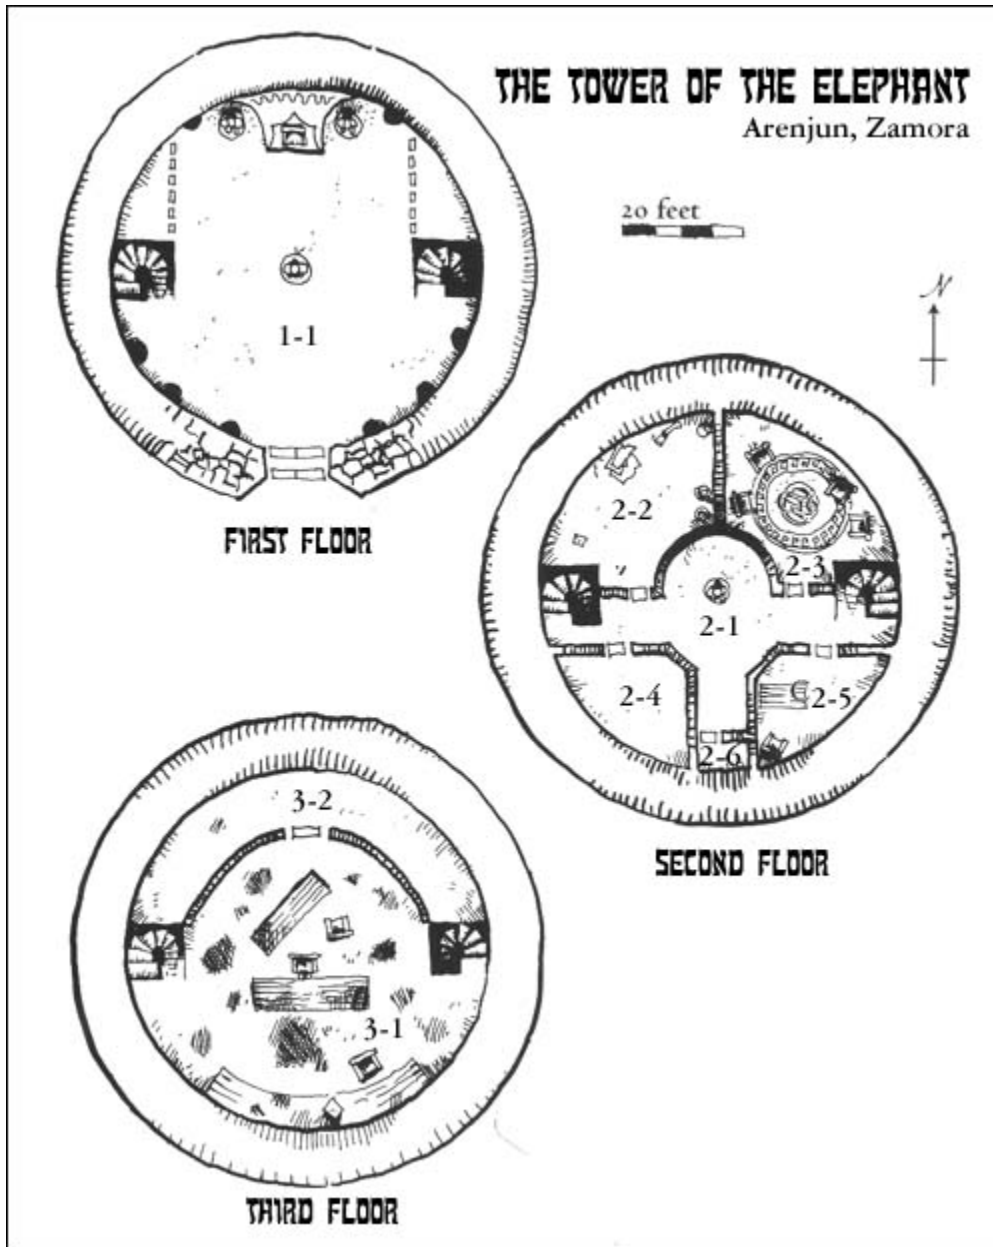 THE TOWER OF THE ELEPHANT
Arenjun, Zamora
20 feet
N
1-1
FIRST FLOOR
2-2
2-3
2-1
2-4
2-5
2-6
SECOND FLOOR
3-2
3-1
THIRD FLOOR